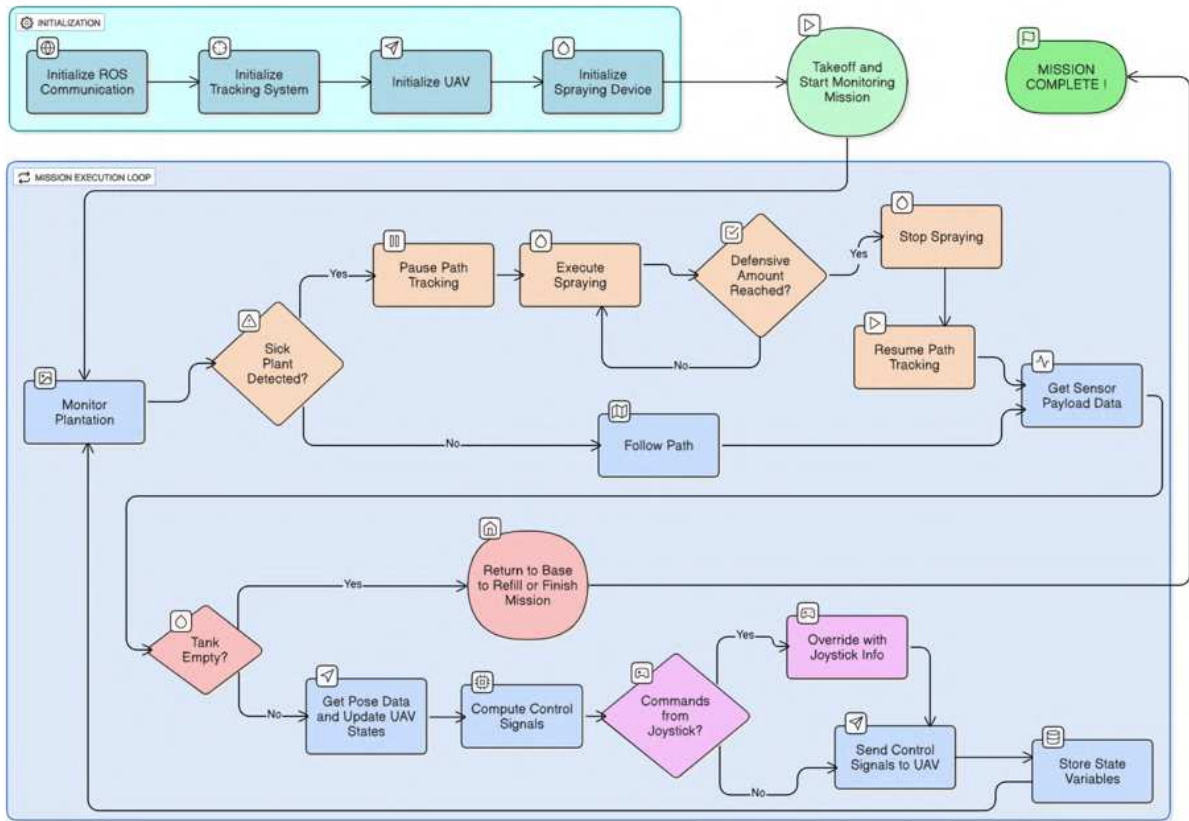 INITIALIZATION
Initialize ROS
Communication
Initialize
Tracking System
Initialize UAV
Initialize
Spraying Device
Takeoff and
Start Monitoring
Mission
MISSION
COMPLETE !
MISSION EXECUTION LOOP
Monitor
Plantation
Sick
Plant
Detected?
Yes
Pause Path
Tracking
Execute
Spraying
Defensive
Amount
Reached?
Yes
Stop Spraying
No
Resume Path
Tracking
Get Sensor
Payload Data
No
Follow Path
Tank
Empty?
Yes
Return to Base
to Refill or Finish
Mission
No
Get Pose Data
and Update UAV
States
Compute Control
Signals
Commands
from
Joystick?
Yes
Override with
Joystick Info
No
Send Control
Signals to UAV
Store State
Variables